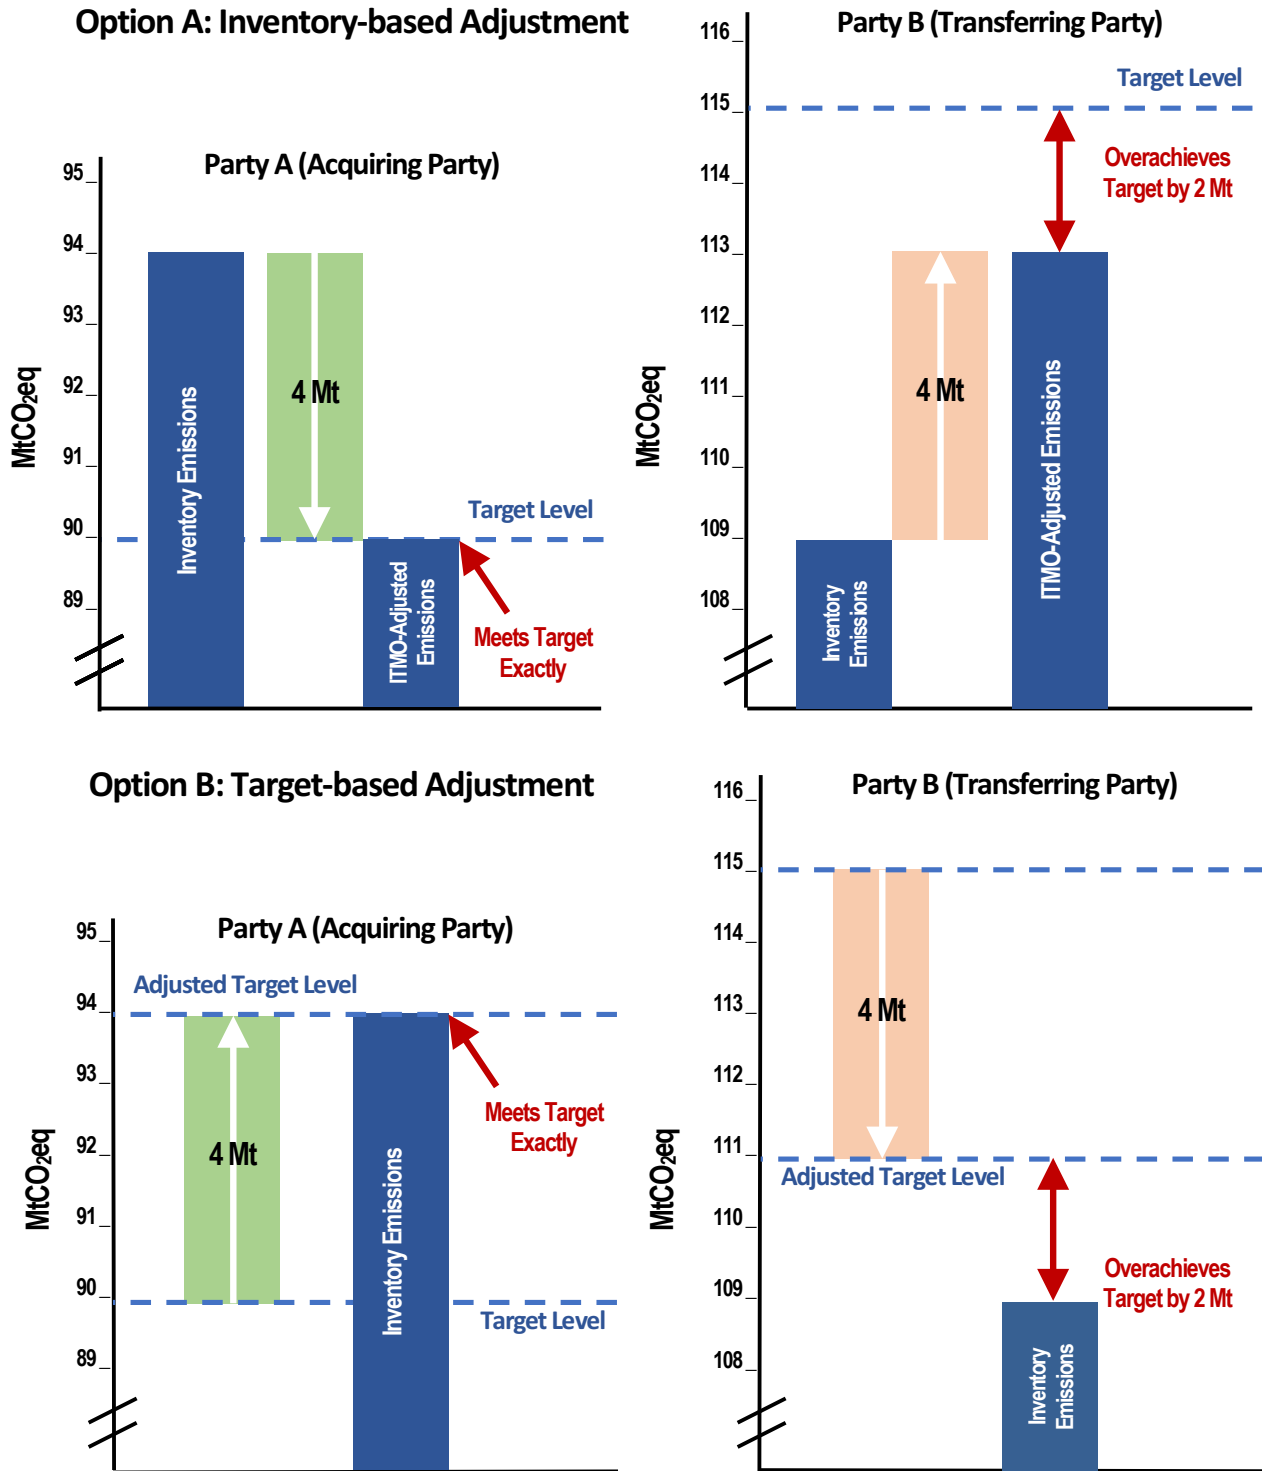 Option A: Inventory-based Adjustment
Party A (Acquiring Party)
MtCO₂eq
95
94
93
92
91
90
89
Inventory Emissions
4 Mt
Target Level
ITMO-Adjusted
Emissions
Meets Target
Exactly
Party B (Transferring Party)
MtCO₂eq
116
115
114
113
112
111
110
109
108
Target Level
Overachieves
Target by 2 Mt
4 Mt
Inventory
Emissions
ITMO-Adjusted Emissions
Option B: Target-based Adjustment
Party A (Acquiring Party)
MtCO₂eq
95
94
93
92
91
90
89
Adjusted Target Level
4 Mt
Inventory Emissions
Meets Target
Exactly
Target Level
Party B (Transferring Party)
MtCO₂eq
116
115
114
113
112
111
110
109
108
4 Mt
Adjusted Target Level
Overachieves
Target by 2 Mt
Inventory
Emissions